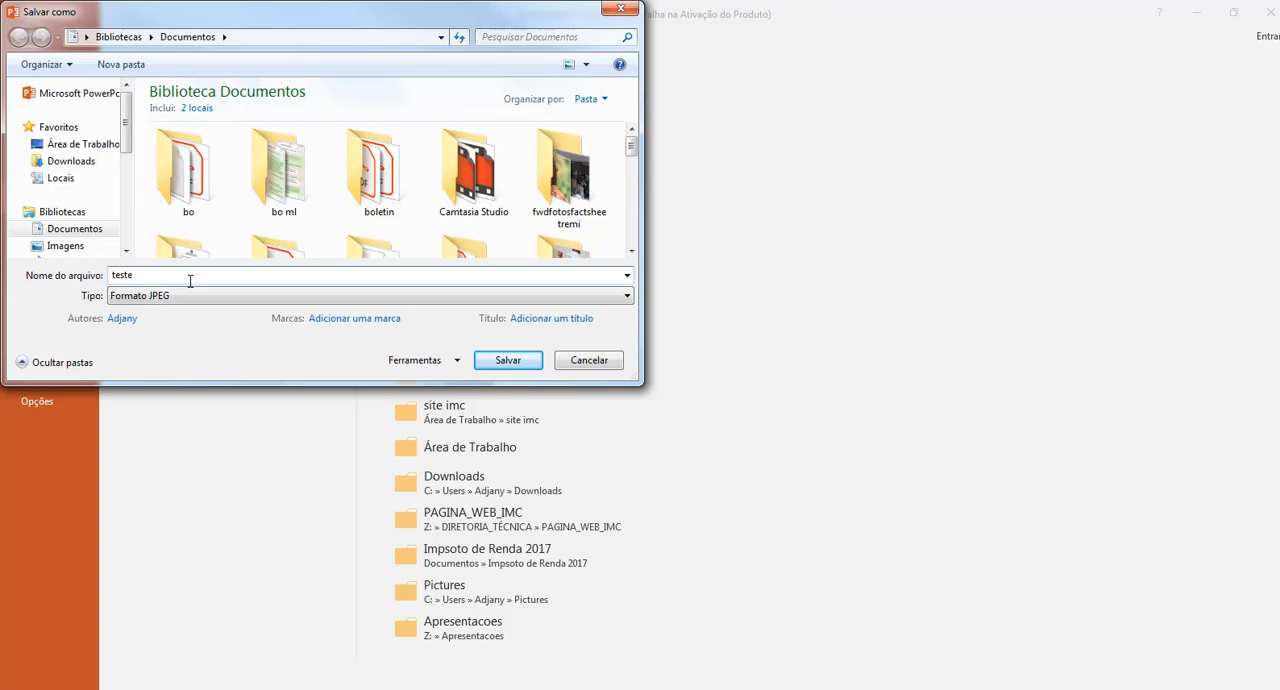 Salvar como
alha na Ativação do Produto)
Entrar
Bibliotecas
Documentos
Pesquisar Documentos
Organizar
Nova pasta
Microsoft PowerPo
Favoritos
Área de Trabalho
Downloads
Locais
Bibliotecas
Documentos
Imagens
Biblioteca Documentos
Inclui: 2 locais
Organizar por: Pasta
bo
bo ml
boletin
Camtasia Studio
fwdfotosfactshee
tremi
Nome do arquivo: teste
Tipo: Formato JPEG
Autores: Adjany
Marcas: Adicionar uma marca
Título: Adicionar um título
Ocultar pastas
Ferramentas
Salvar
Cancelar
Opções
site imc
Área de Trabalho » site imc
Área de Trabalho
Downloads
C: » Users » Adjany » Downloads
PAGINA_WEB_IMC
Z: » DIRETORIA_TÉCNICA » PAGINA_WEB_IMC
Impsoto de Renda 2017
Documentos » Impsoto de Renda 2017
Pictures
C: » Users » Adjany » Pictures
Apresentacoes
Z: » Apresentacoes